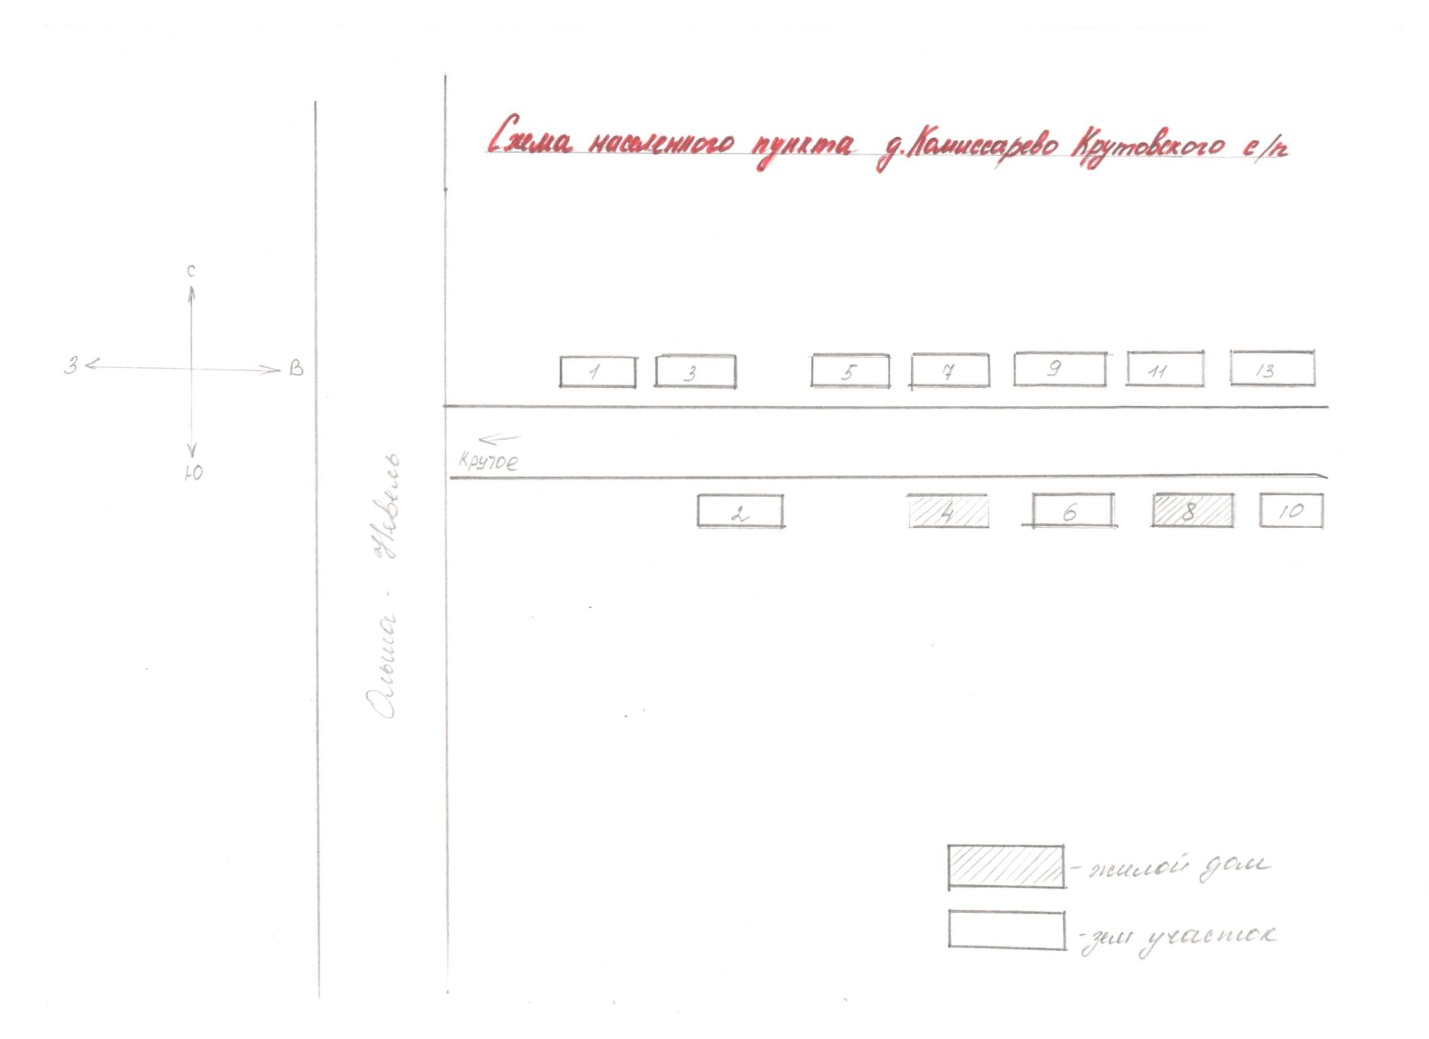 Схема населенного пункта д. Комиссарево Крутовского с/п
С
З
В
Ю
1
3
5
7
9
11
13
Крутое
Ольша - Невель
2
4
6
8
10
- жилой дом
- зем участок